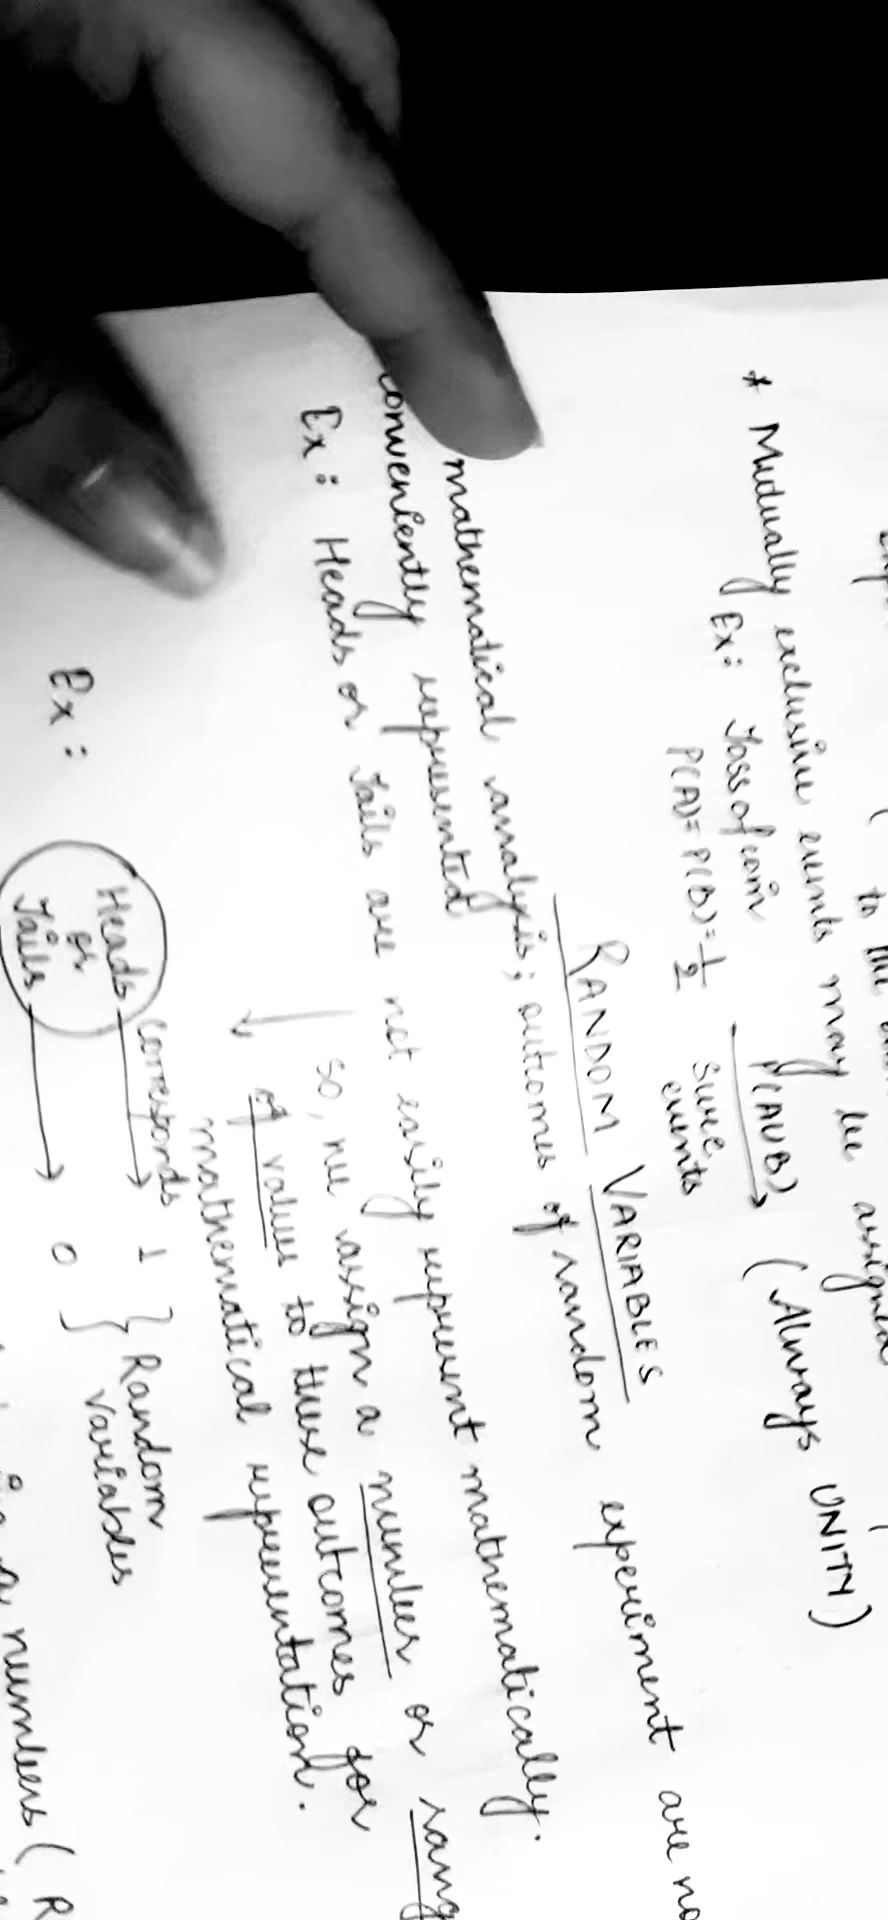 to the
* Mutually exclusive events may be assigned
Ex: Toss of coin P(AUB) (Always UNITY)
P(A)=P(B)=1/2 Sure events
RANDOM VARIABLES
mathematical analysis; outcomes of random experiment are no
conveniently represented
Ex: Heads or Tails are not easily represent mathematically.
so, we assign a number or rang
of values to these outcomes for
mathematical representation.
Ex: Heads or Tails
corresponds
→ 1
→ 0
} Random variables
numbers ( R